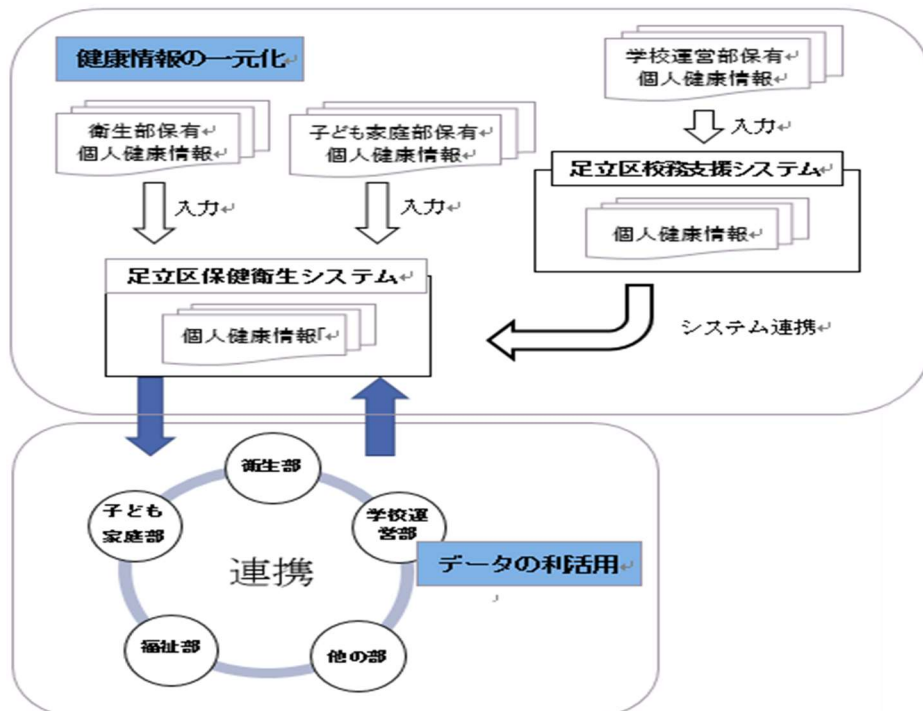 健康情報の一元化↵
学校運営部保有↵
個人健康情報↵
衛生部保有↵
個人健康情報↵
子ども家庭部保有↵
個人健康情報↵
入力↵
足立区校務支援システム↵
個人健康情報↵
入力↵
入力↵
足立区保健衛生システム↵
個人健康情報「↵
システム連携↵
衛生部
子ども
家庭部
学校運
営部
連携
データの利活用↵
↵
福祉部
他の部